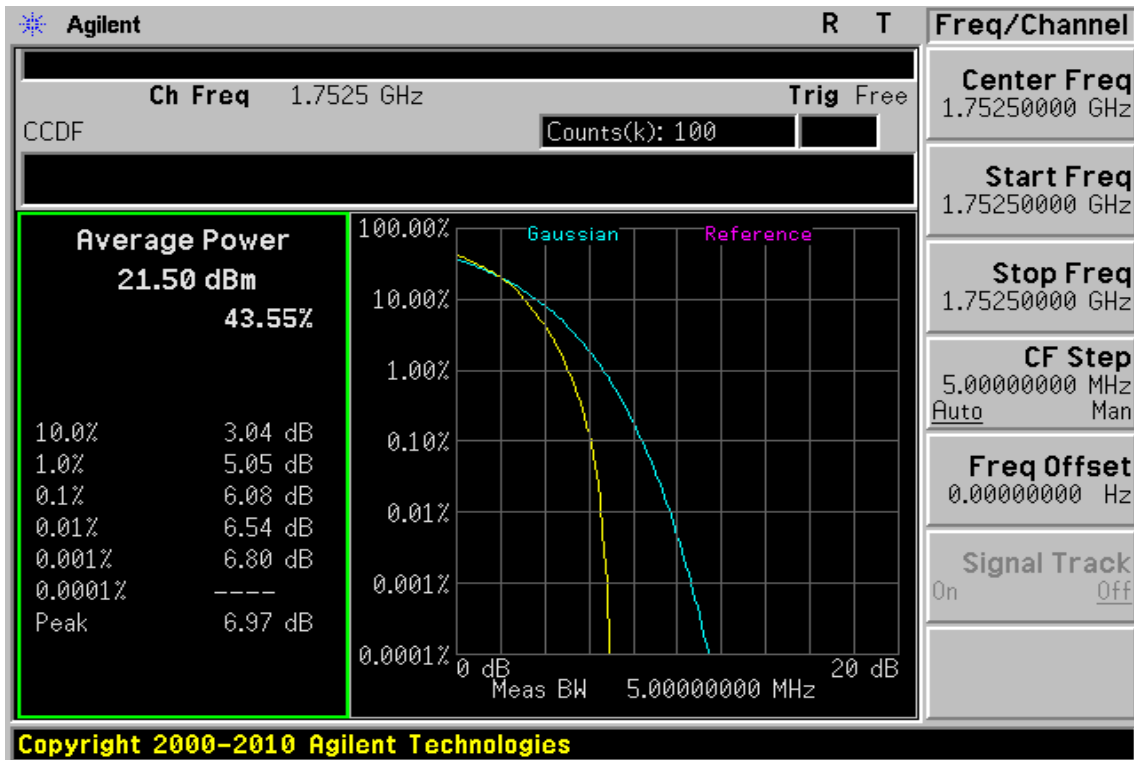 Agilent R T Freq/Channel
Ch Freq 1.7525 GHz Trig Free
CCDF Counts(k): 100
Center Freq
1.75250000 GHz
Start Freq
1.75250000 GHz
Stop Freq
1.75250000 GHz
CF Step
5.00000000 MHz
Auto Man
Freq Offset
0.00000000 Hz
Signal Track
On Off
Average Power
21.50 dBm
43.55%
10.0% 3.04 dB
1.0% 5.05 dB
0.1% 6.08 dB
0.01% 6.54 dB
0.001% 6.80 dB
0.0001% ----
Peak 6.97 dB
Gaussian Reference
100.00%
10.00%
1.00%
0.10%
0.01%
0.001%
0.0001%
0 dB 20 dB
Meas BW 5.00000000 MHz
Copyright 2000-2010 Agilent Technologies